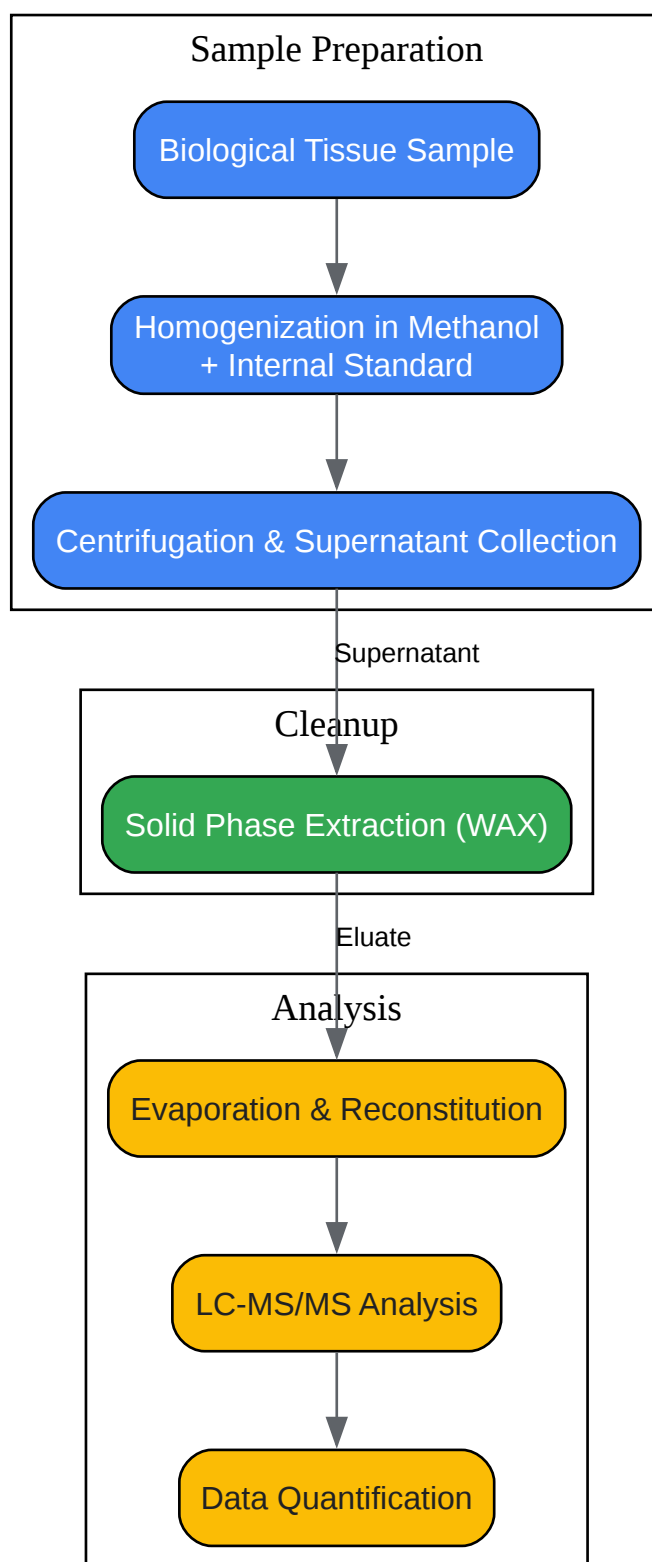 Sample Preparation
Biological Tissue Sample
Homogenization in Methanol
+ Internal Standard
Centrifugation & Supernatant Collection
Supernatant
Cleanup
Solid Phase Extraction (WAX)
Eluate
Analysis
Evaporation & Reconstitution
LC-MS/MS Analysis
Data Quantification